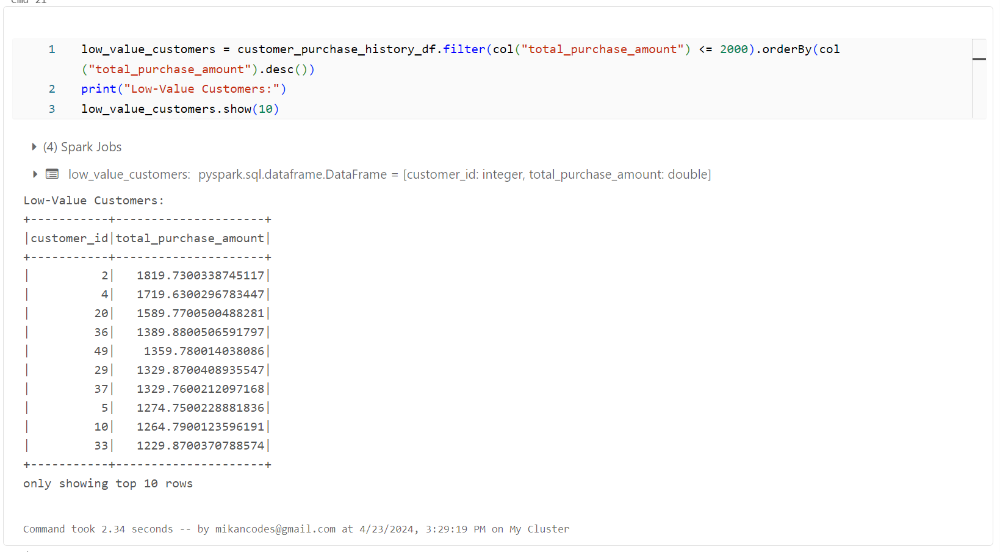 Cmd 21
1 low_value_customers = customer_purchase_history_df.filter(col("total_purchase_amount") <= 2000).orderBy(col
("total_purchase_amount").desc())
2 print("Low-Value Customers:")
3 low_value_customers.show(10)
(4) Spark Jobs
low_value_customers: pyspark.sql.dataframe.DataFrame = [customer_id: integer, total_purchase_amount: double]
Low-Value Customers:
+-----------+---------------------+
|customer_id|total_purchase_amount|
+-----------+---------------------+
|          2|   1819.7300338745117|
|          4|   1719.6300296783447|
|         20|   1589.7700500488281|
|         36|   1389.8800506591797|
|         49|    1359.780014038086|
|         29|   1329.8700408935547|
|         37|   1329.7600212097168|
|          5|   1274.7500228881836|
|         10|   1264.7900123596191|
|         33|   1229.8700370788574|
+-----------+---------------------+
only showing top 10 rows
Command took 2.34 seconds -- by mikancodes@gmail.com at 4/23/2024, 3:29:19 PM on My Cluster